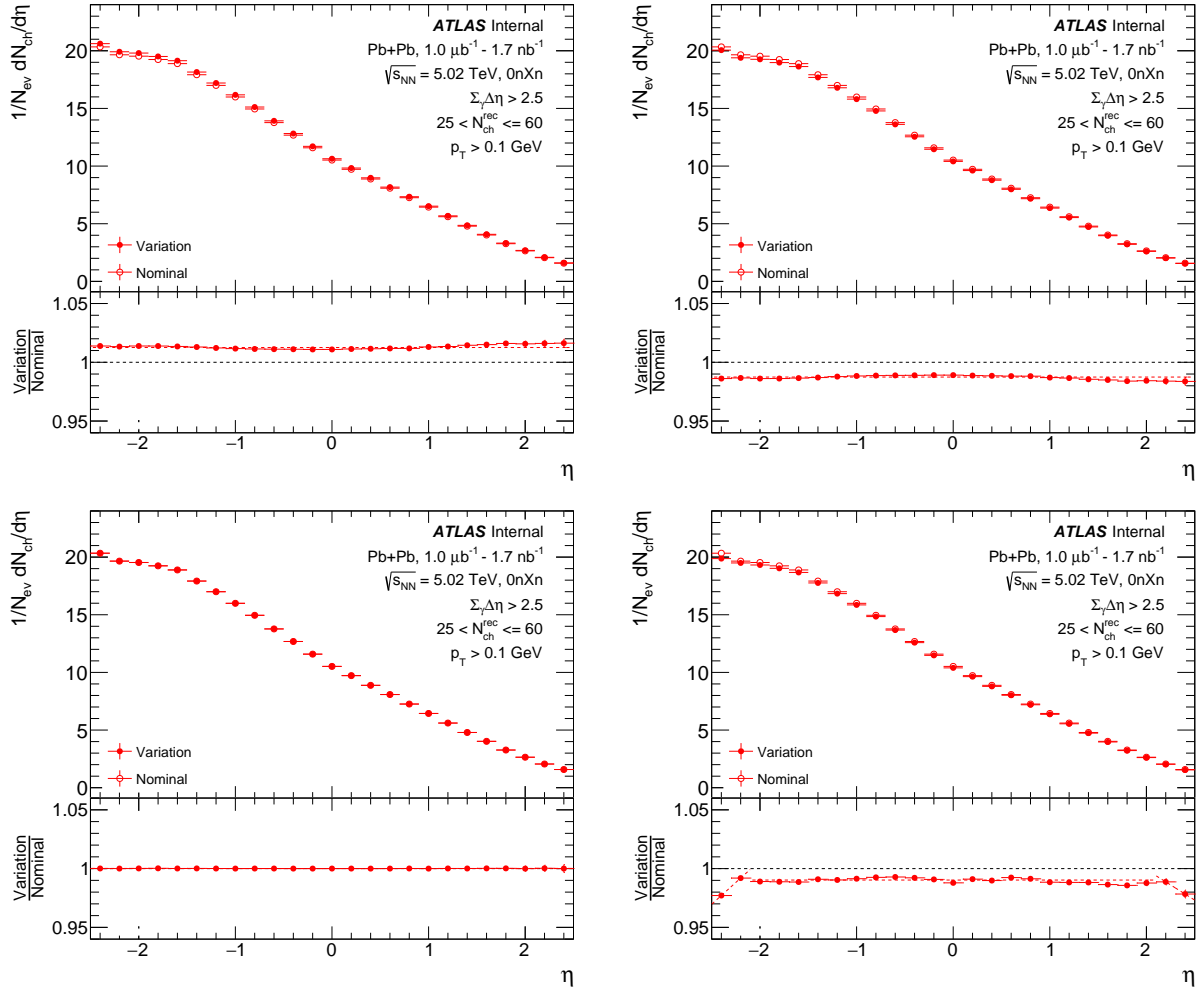 ATLAS Internal
Pb+Pb, 1.0 μb⁻¹ - 1.7 nb⁻¹
√s_NN = 5.02 TeV, 0nXn
Σ_γΔη > 2.5
25 < N_ch^rec <= 60
p_T > 0.1 GeV
1/N_ev dN_ch/dη
20
15
10
5
0
Variation
Nominal
Variation
Nominal
1.05
1
0.95
−2 −1 0 1 2
η
ATLAS Internal
Pb+Pb, 1.0 μb⁻¹ - 1.7 nb⁻¹
√s_NN = 5.02 TeV, 0nXn
Σ_γΔη > 2.5
25 < N_ch^rec <= 60
p_T > 0.1 GeV
1/N_ev dN_ch/dη
20
15
10
5
0
Variation
Nominal
Variation
Nominal
1.05
1
0.95
−2 −1 0 1 2
η
ATLAS Internal
Pb+Pb, 1.0 μb⁻¹ - 1.7 nb⁻¹
√s_NN = 5.02 TeV, 0nXn
Σ_γΔη > 2.5
25 < N_ch^rec <= 60
p_T > 0.1 GeV
1/N_ev dN_ch/dη
20
15
10
5
0
Variation
Nominal
Variation
Nominal
1.05
1
0.95
−2 −1 0 1 2
η
ATLAS Internal
Pb+Pb, 1.0 μb⁻¹ - 1.7 nb⁻¹
√s_NN = 5.02 TeV, 0nXn
Σ_γΔη > 2.5
25 < N_ch^rec <= 60
p_T > 0.1 GeV
1/N_ev dN_ch/dη
20
15
10
5
0
Variation
Nominal
Variation
Nominal
1.05
1
0.95
−2 −1 0 1 2
η